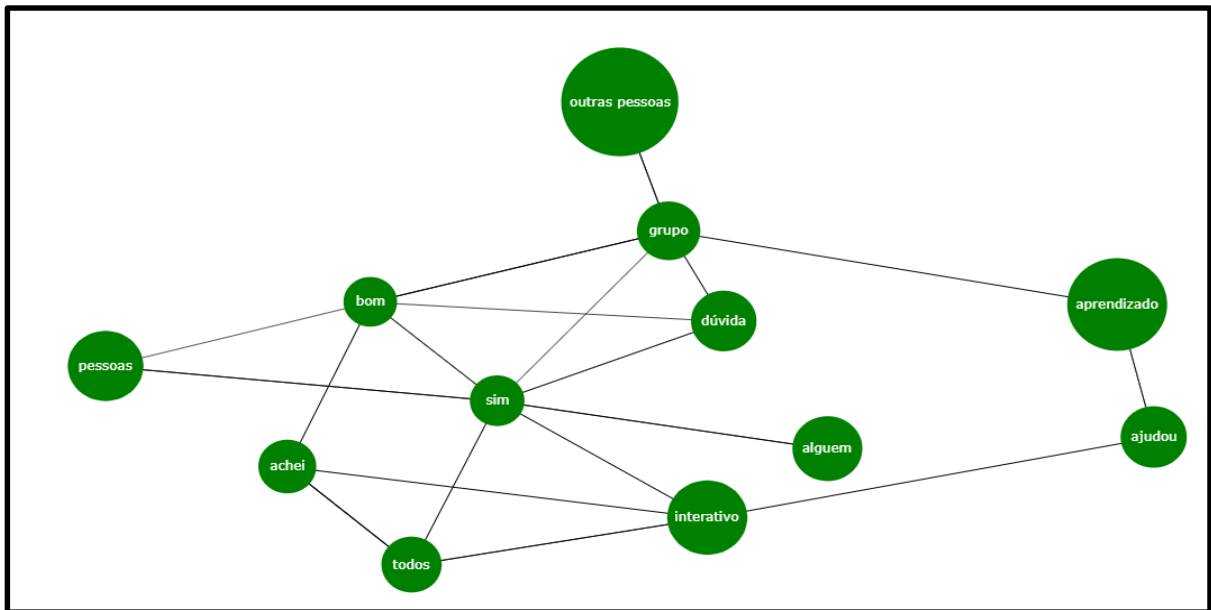 outras pessoas
grupo
bom
aprendizado
dúvida
pessoas
sim
ajudou
alguem
achei
interativo
todos